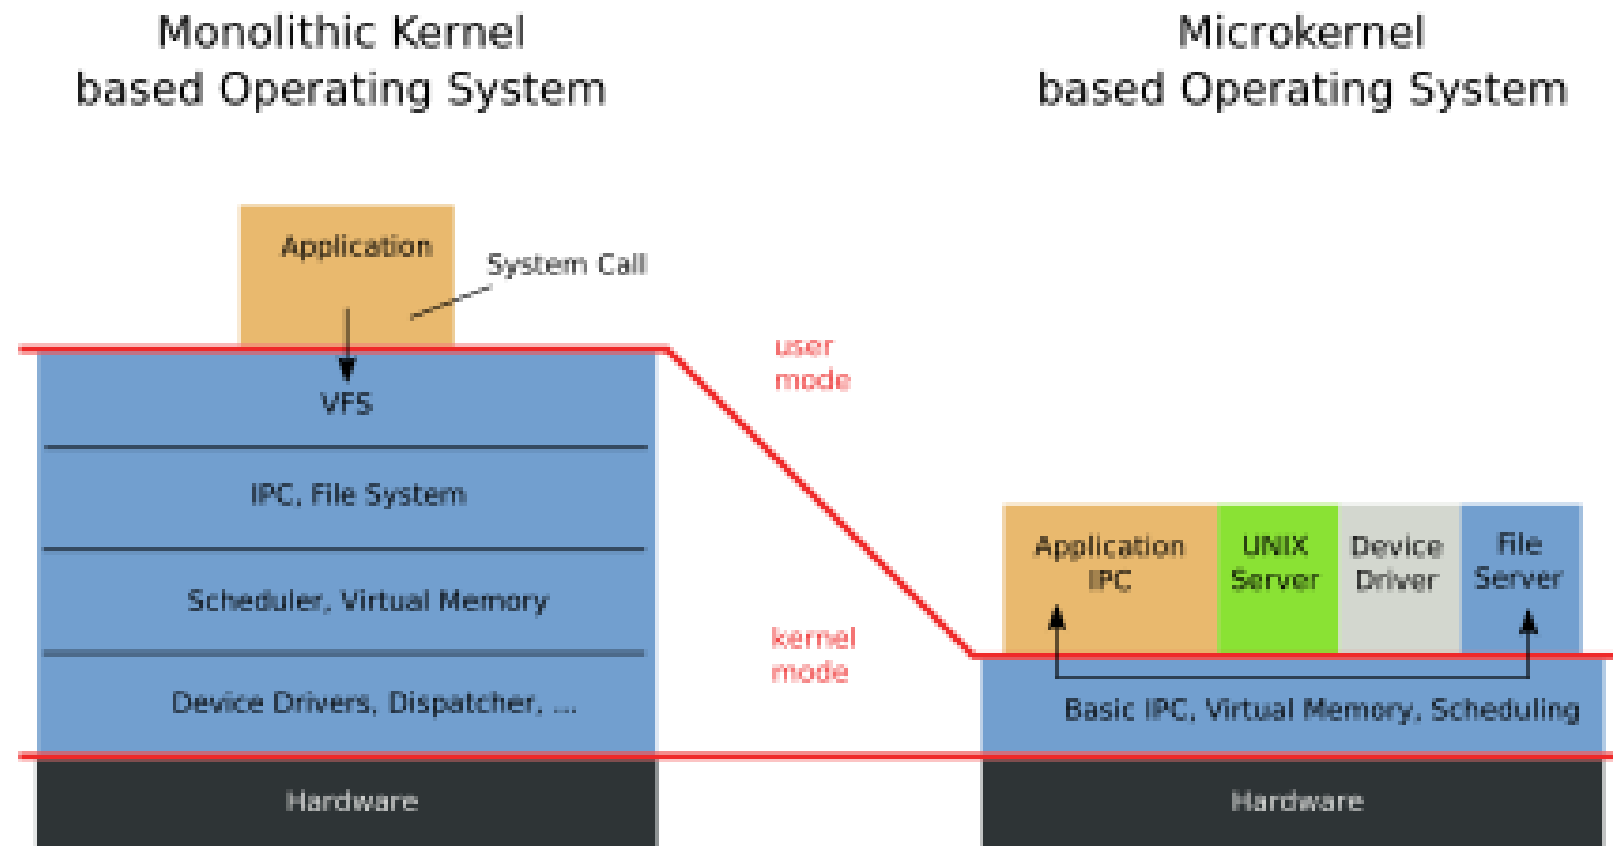 Monolithic Kernel
based Operating System
Application
System Call
VFS
IPC, File System
Scheduler, Virtual Memory
Device Drivers, Dispatcher, ...
Hardware
user
mode
kernel
mode
Microkernel
based Operating System
Application
IPC
UNIX
Server
Device
Driver
File
Server
Basic IPC, Virtual Memory, Scheduling
Hardware